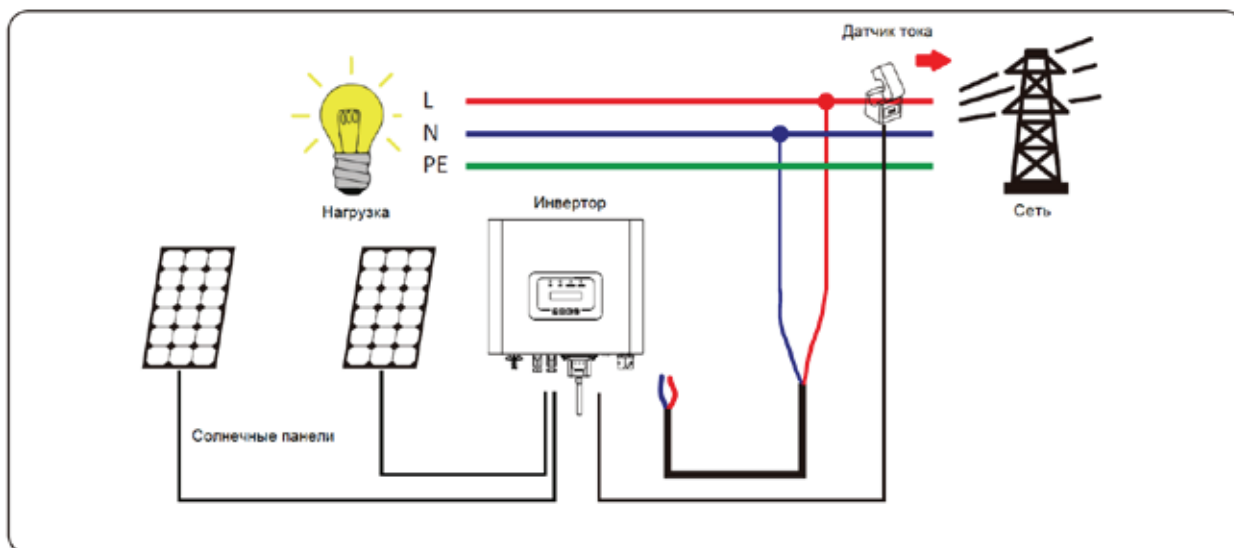 Датчик тока
L
N
PE
Нагрузка
Инвертор
Сеть
Солнечные панели